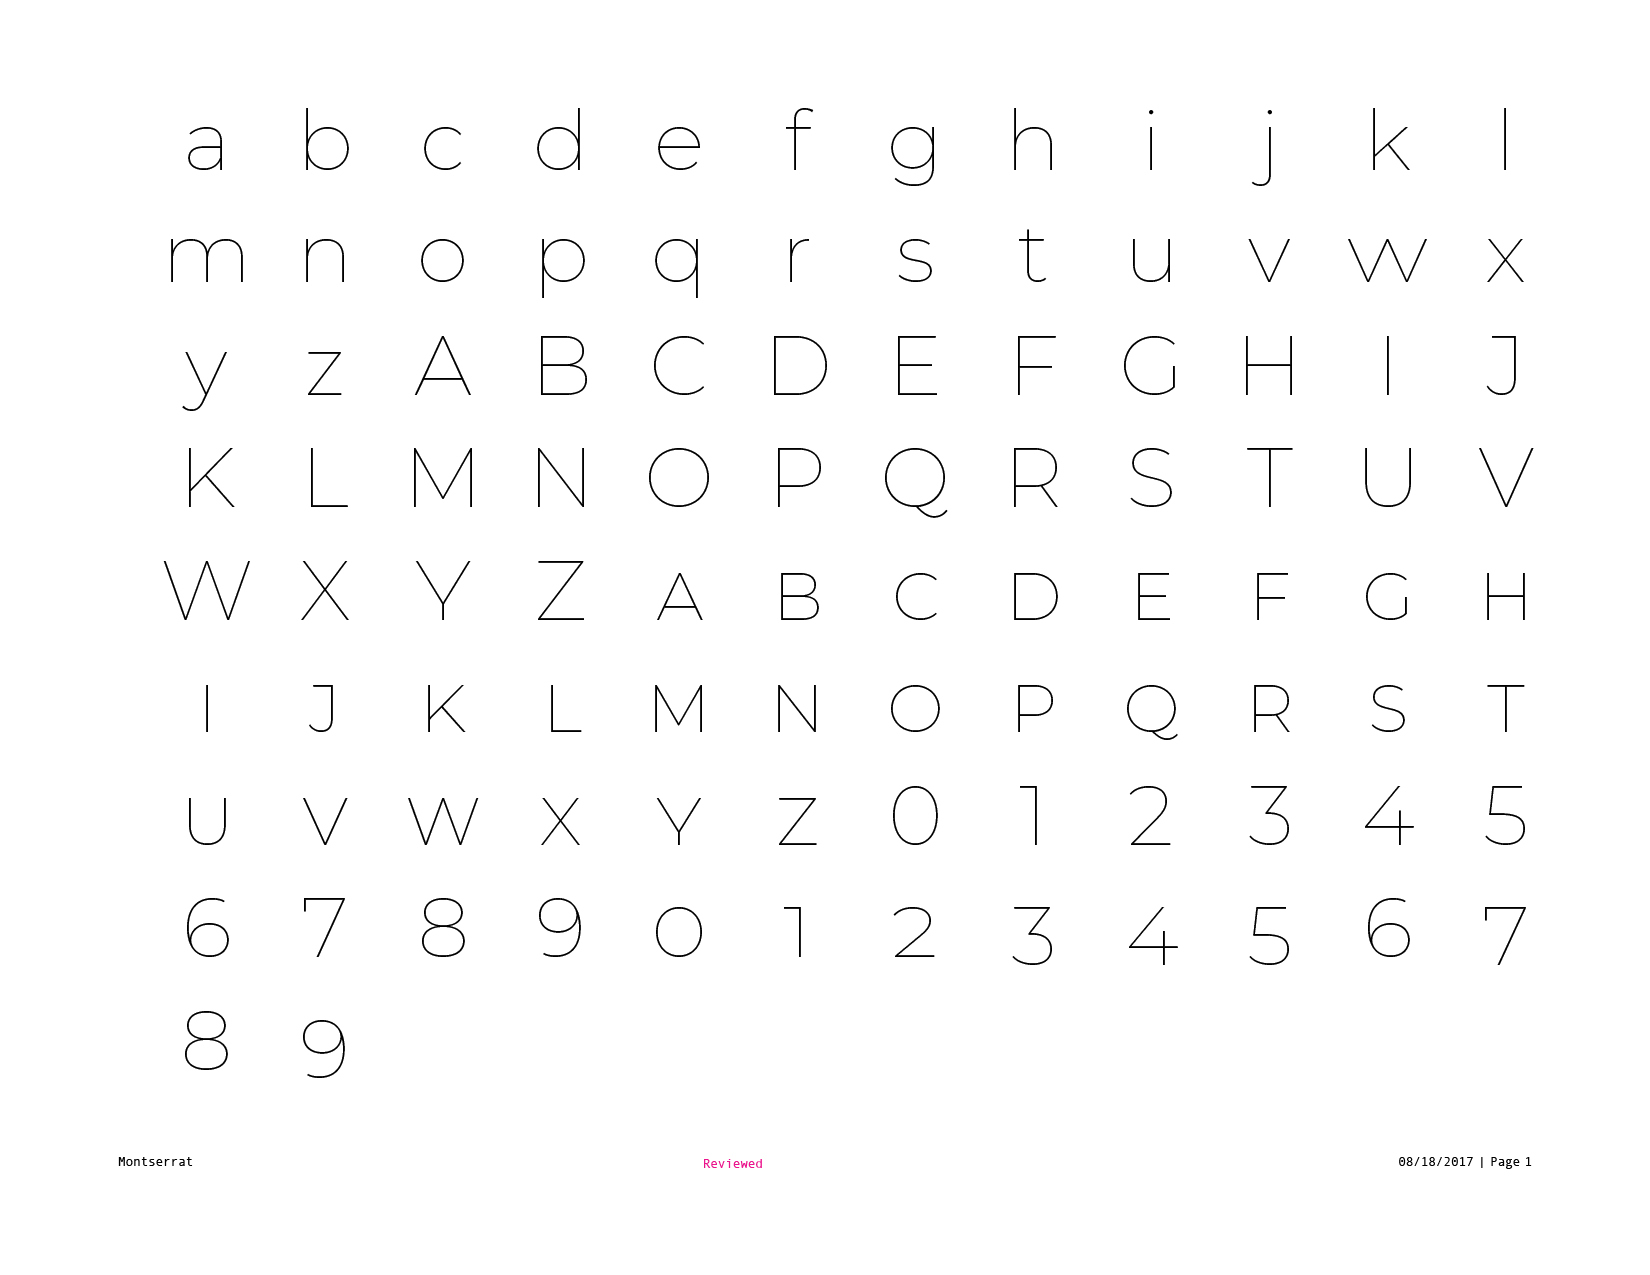 a b c d e f g h i j k l
m n o p q r s t u v w x
y z A B C D E F G H I J
K L M N O P Q R S T U V
W X Y Z A B C D E F G H
I J K L M N O P Q R S T
U V W X Y Z 0 1 2 3 4 5
6 7 8 9 0 1 2 3 4 5 6 7
8 9
Montserrat Reviewed 08/18/2017 | Page 1